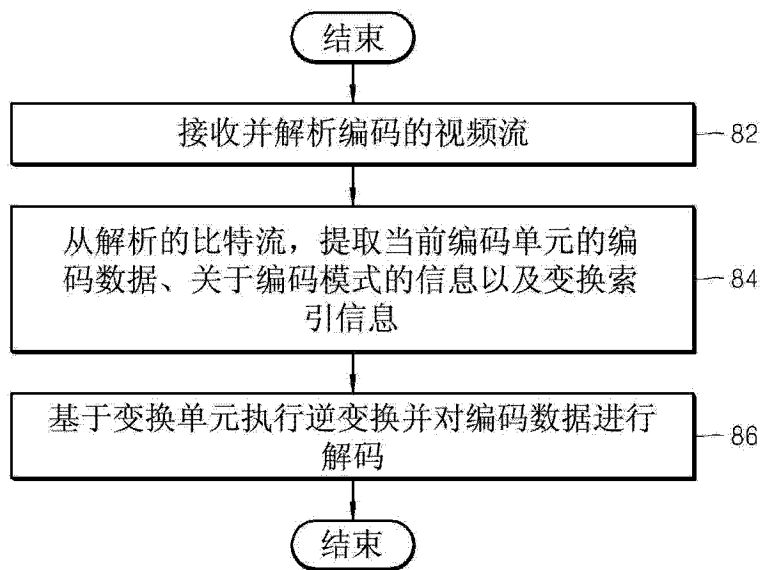 结束
接收并解析编码的视频流
82
从解析的比特流，提取当前编码单元的编
码数据、关于编码模式的信息以及变换索
引信息
84
基于变换单元执行逆变换并对编码数据进行
解码
86
结束